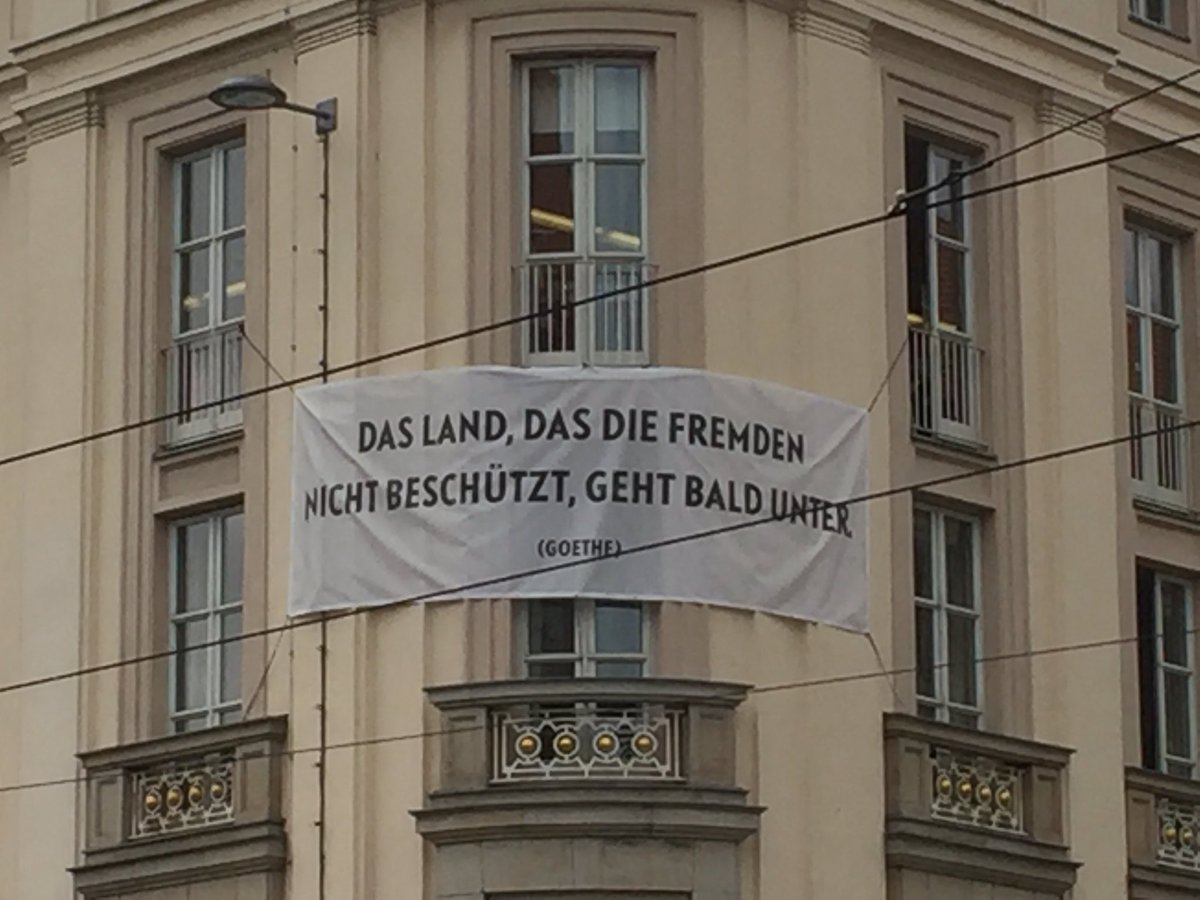 DAS LAND, DAS DIE FREMDEN
NICHT BESCHÜTZT, GEHT BALD UNTER.
(GOETHE)